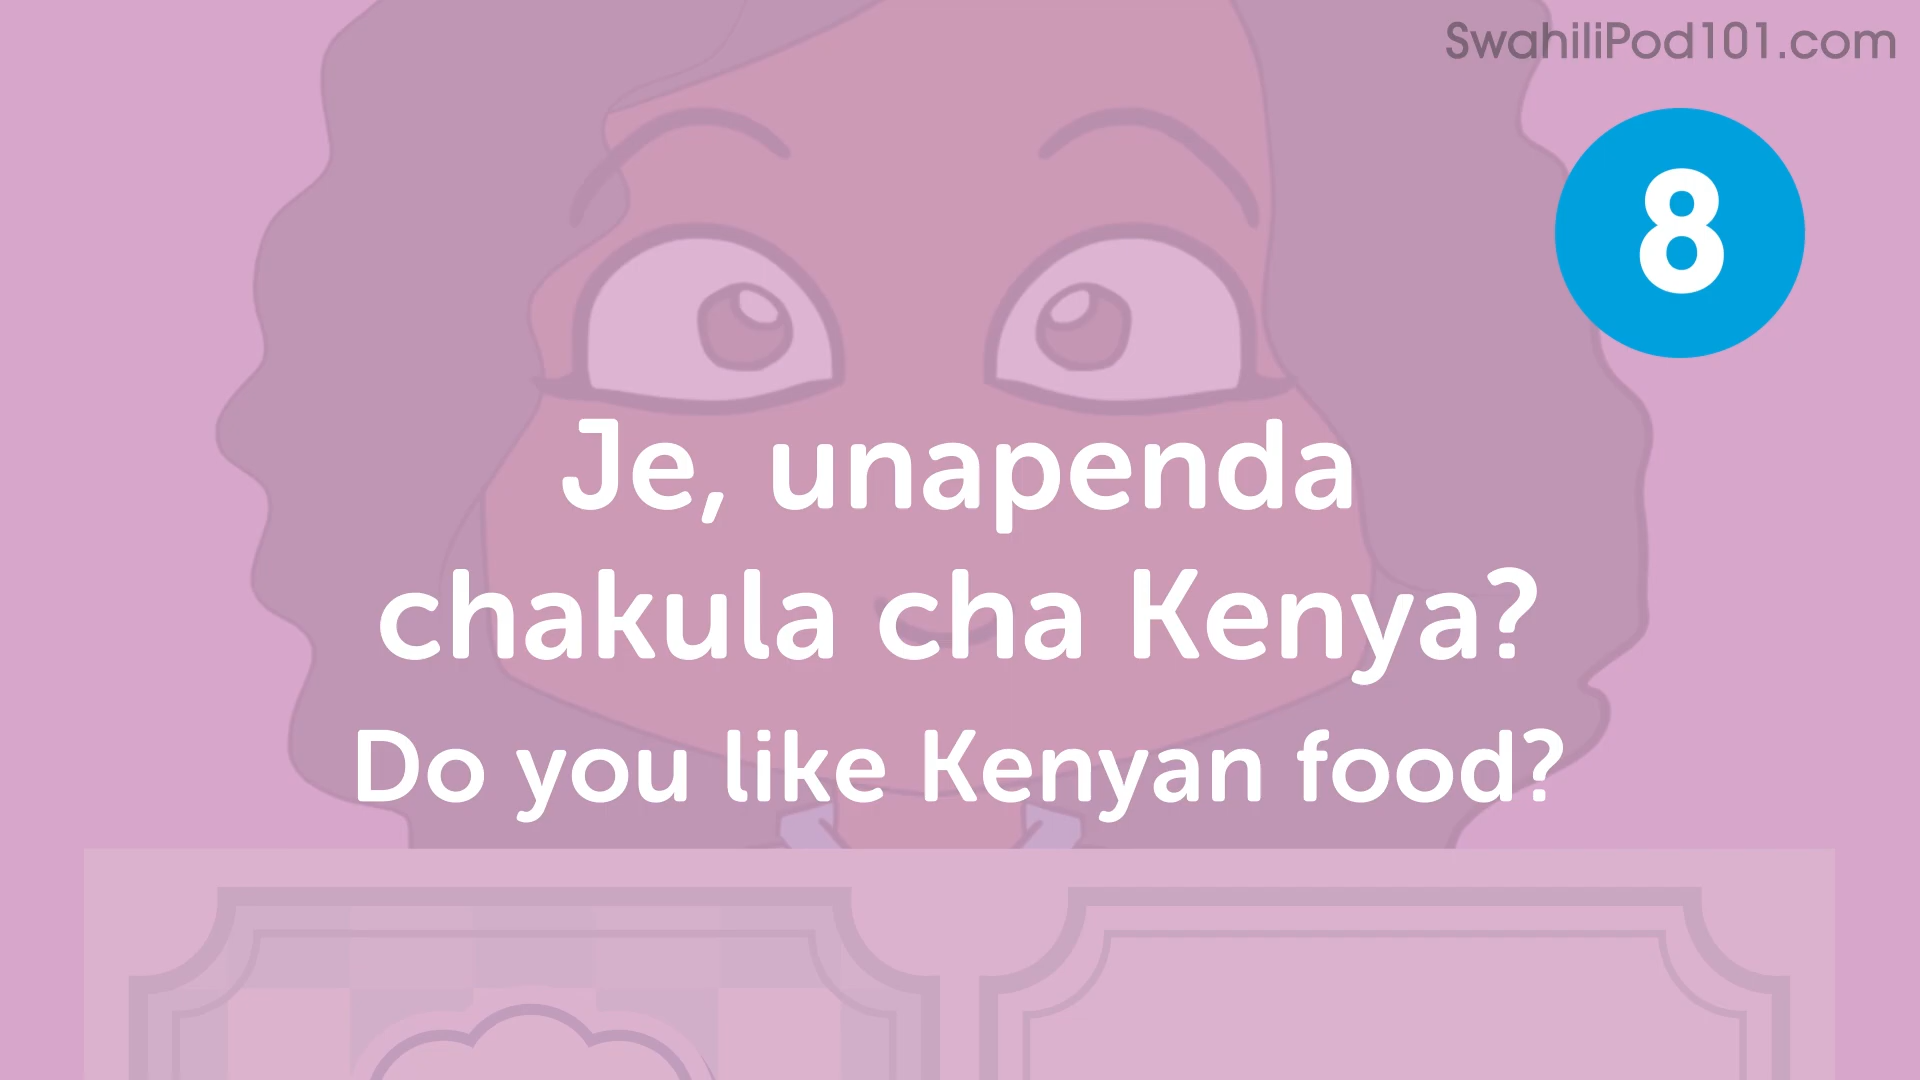 SwahiliPod101.com
8
Je, unapenda
chakula cha Kenya?
Do you like Kenyan food?